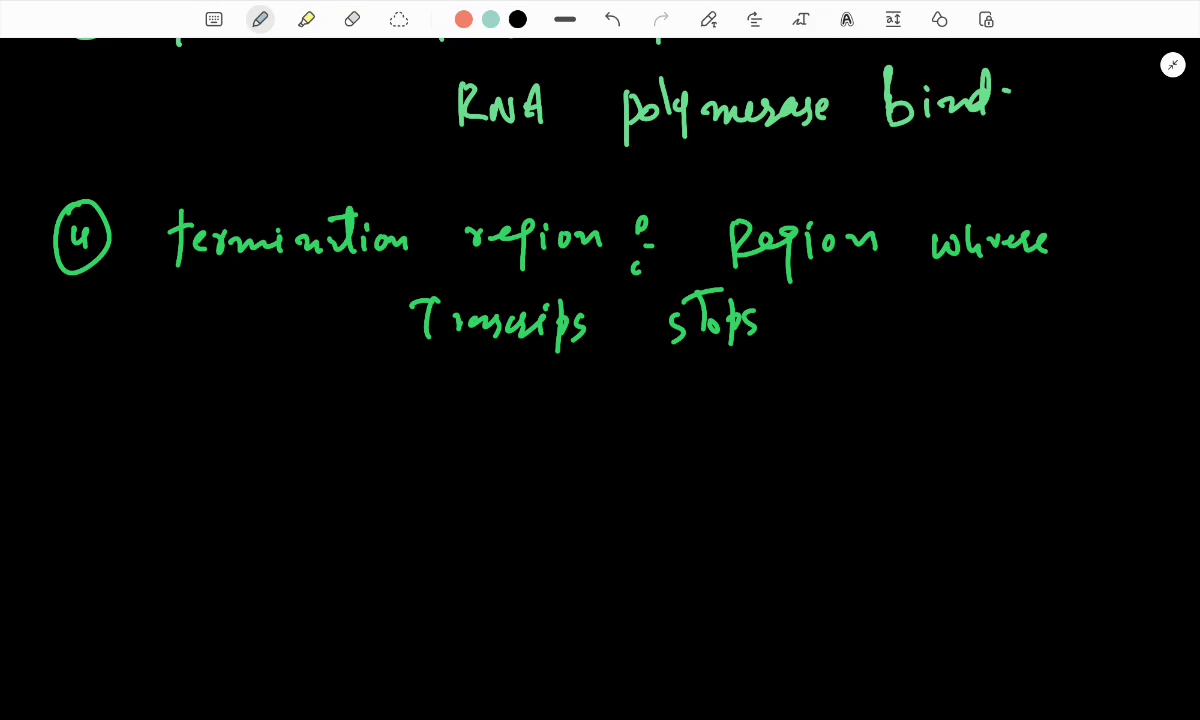 RNA polymerase bind.
4 termination region :- Region where
Transcrips stops